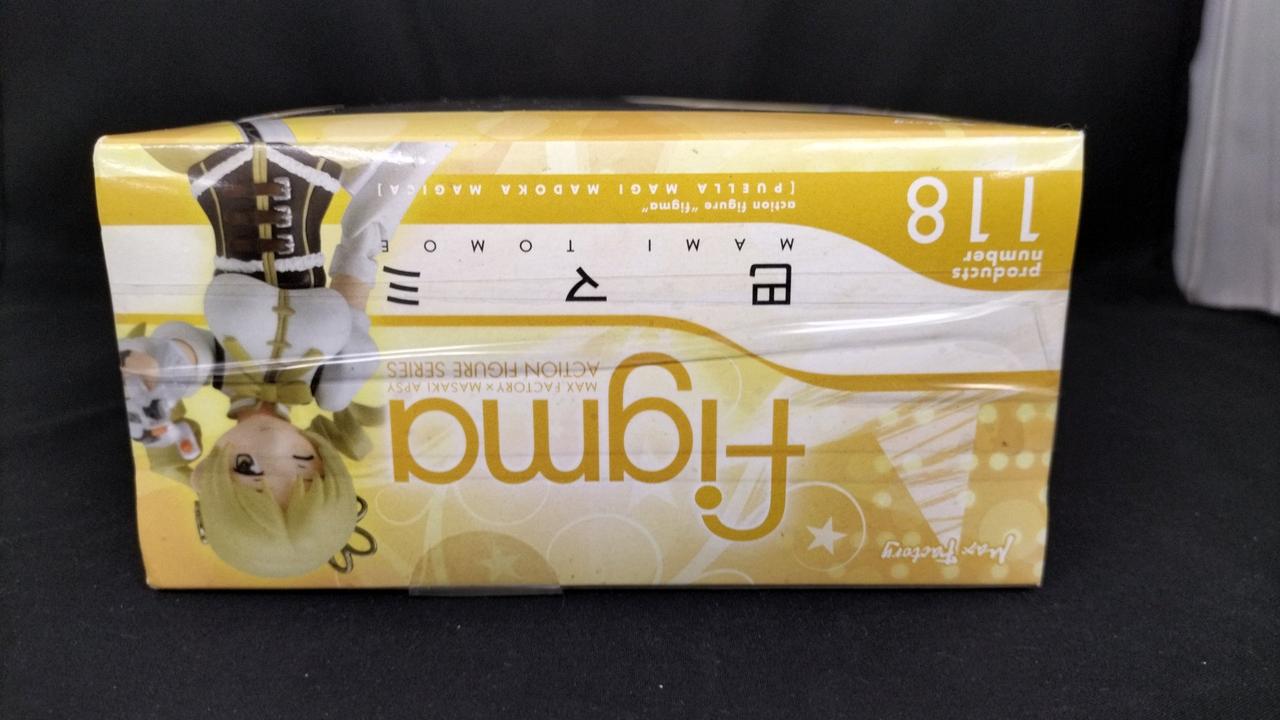 Max Factory
figma
MAX FACTORY × MASAKI APSY
ACTION FIGURE SERIES
巴マミ
MAMI TOMOE
products
number
118
action figure "figma"
[PUELLA MAGI MADOKA MAGICA]